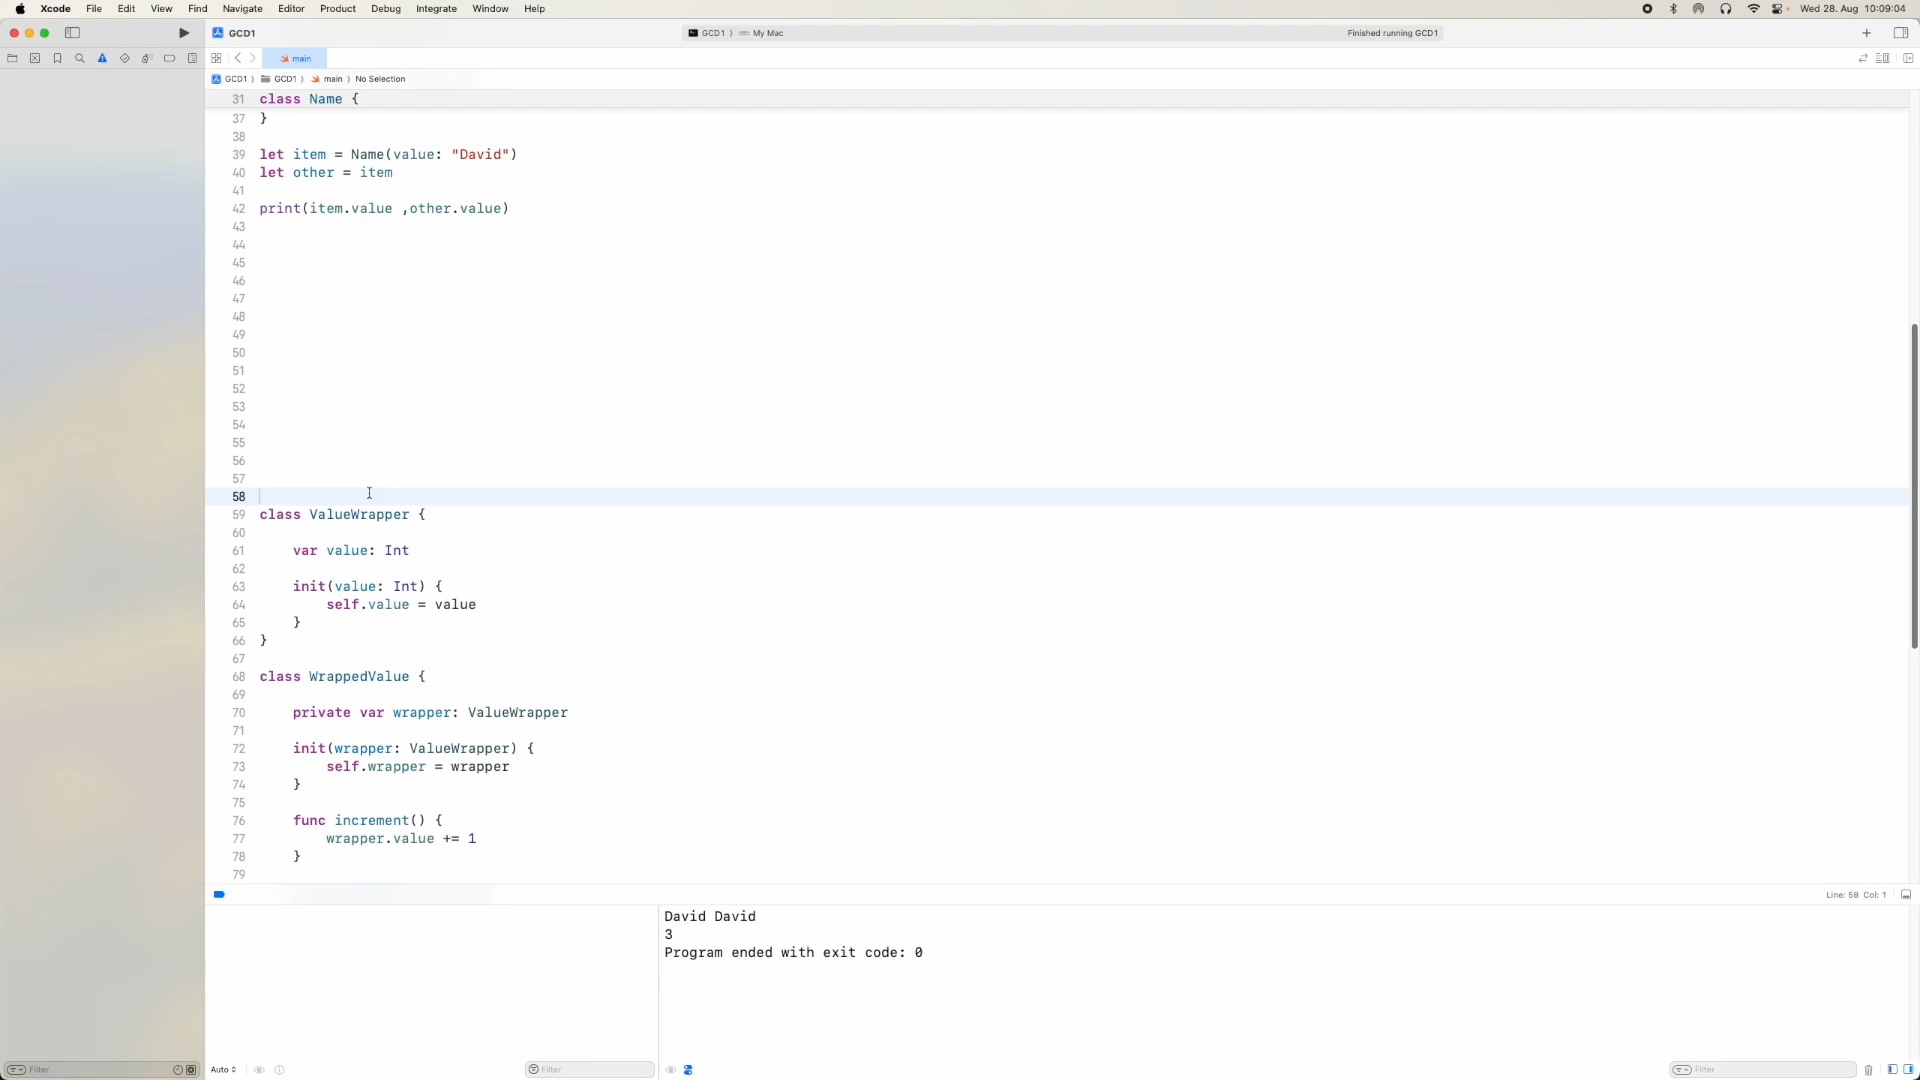 Xcode File Edit View Find Navigate Editor Product Debug Integrate Window Help Wed 28. Aug 10:09:04
GCD1 GCD1 ⟩ My Mac Finished running GCD1
main
GCD1 ⟩ GCD1 ⟩ main ⟩ No Selection
31 class Name {
37 }
38
39 let item = Name(value: "David")
40 let other = item
41
42 print(item.value ,other.value)
43
44
45
46
47
48
49
50
51
52
53
54
55
56
57
58
59 class ValueWrapper {
60
61 var value: Int
62
63 init(value: Int) {
64 self.value = value
65 }
66 }
67
68 class WrappedValue {
69
70 private var wrapper: ValueWrapper
71
72 init(wrapper: ValueWrapper) {
73 self.wrapper = wrapper
74 }
75
76 func increment() {
77 wrapper.value += 1
78 }
79
Line: 58 Col: 1
David David
3
Program ended with exit code: 0
Filter Auto Filter Filter